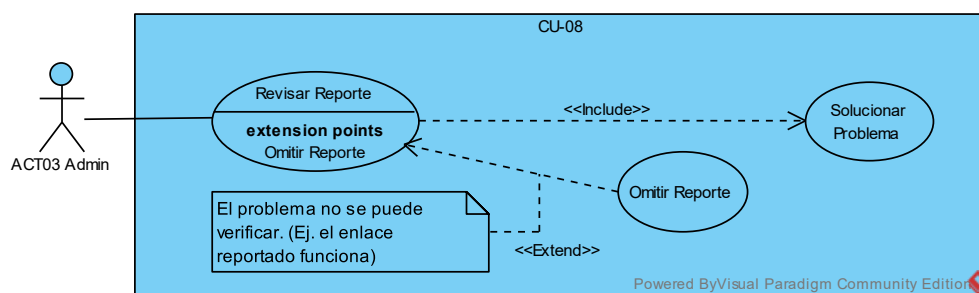 CU-08
Revisar Reporte
extension points
Omitir Reporte
<<Include>>
Solucionar
Problema
ACT03 Admin
Omitir Reporte
El problema no se puede
verificar. (Ej. el enlace
reportado funciona)
<<Extend>>
Powered ByVisual Paradigm Community Edition